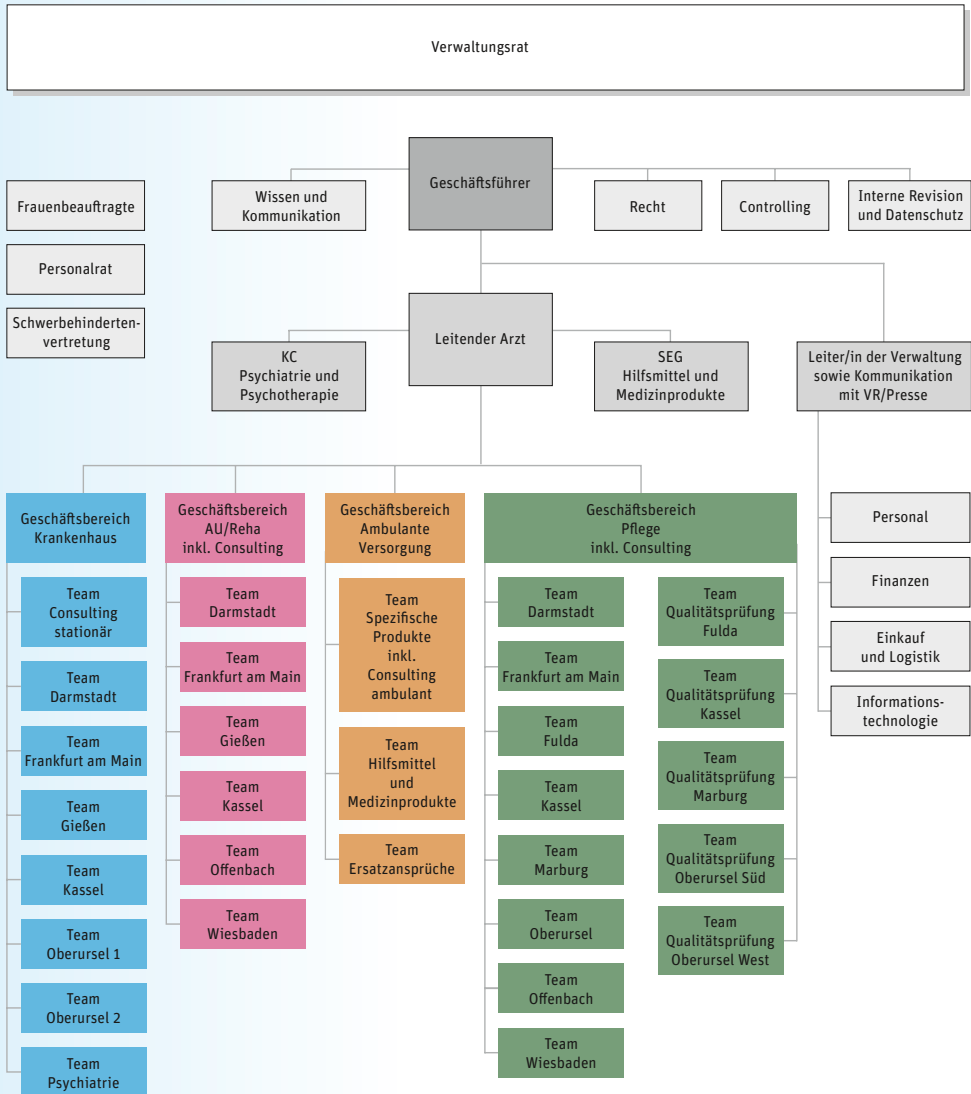 Verwaltungsrat
Geschäftsführer
Wissen und
Kommunikation
Recht
Controlling
Interne Revision
und Datenschutz
Frauenbeauftragte
Personalrat
Schwerbehinderten-
vertretung
Leitender Arzt
KC
Psychiatrie und
Psychotherapie
SEG
Hilfsmittel und
Medizinprodukte
Leiter/in der Verwaltung
sowie Kommunikation
mit VR/Presse
Personal
Finanzen
Einkauf
und Logistik
Informations-
technologie
Geschäftsbereich
Krankenhaus
Team
Consulting
stationär
Team
Darmstadt
Team
Frankfurt am Main
Team
Gießen
Team
Kassel
Team
Oberursel 1
Team
Oberursel 2
Team
Psychiatrie
Geschäftsbereich
AU/Reha
inkl. Consulting
Team
Darmstadt
Team
Frankfurt am Main
Team
Gießen
Team
Kassel
Team
Offenbach
Team
Wiesbaden
Geschäftsbereich
Ambulante
Versorgung
Team
Spezifische
Produkte
inkl.
Consulting
ambulant
Team
Hilfsmittel
und
Medizinprodukte
Team
Ersatzansprüche
Geschäftsbereich
Pflege
inkl. Consulting
Team
Darmstadt
Team
Frankfurt am Main
Team
Fulda
Team
Kassel
Team
Marburg
Team
Oberursel
Team
Offenbach
Team
Wiesbaden
Team
Qualitätsprüfung
Fulda
Team
Qualitätsprüfung
Kassel
Team
Qualitätsprüfung
Marburg
Team
Qualitätsprüfung
Oberursel Süd
Team
Qualitätsprüfung
Oberursel West